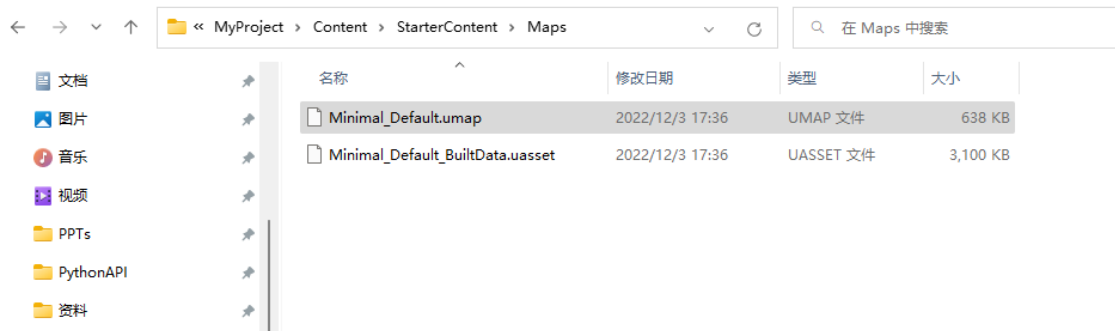 « MyProject › Content › StarterContent › Maps
在 Maps 中搜索
名称 修改日期 类型 大小
文档
图片
音乐
视频
PPTs
PythonAPI
资料
Minimal_Default.umap 2022/12/3 17:36 UMAP 文件 638 KB
Minimal_Default_BuiltData.uasset 2022/12/3 17:36 UASSET 文件 3,100 KB